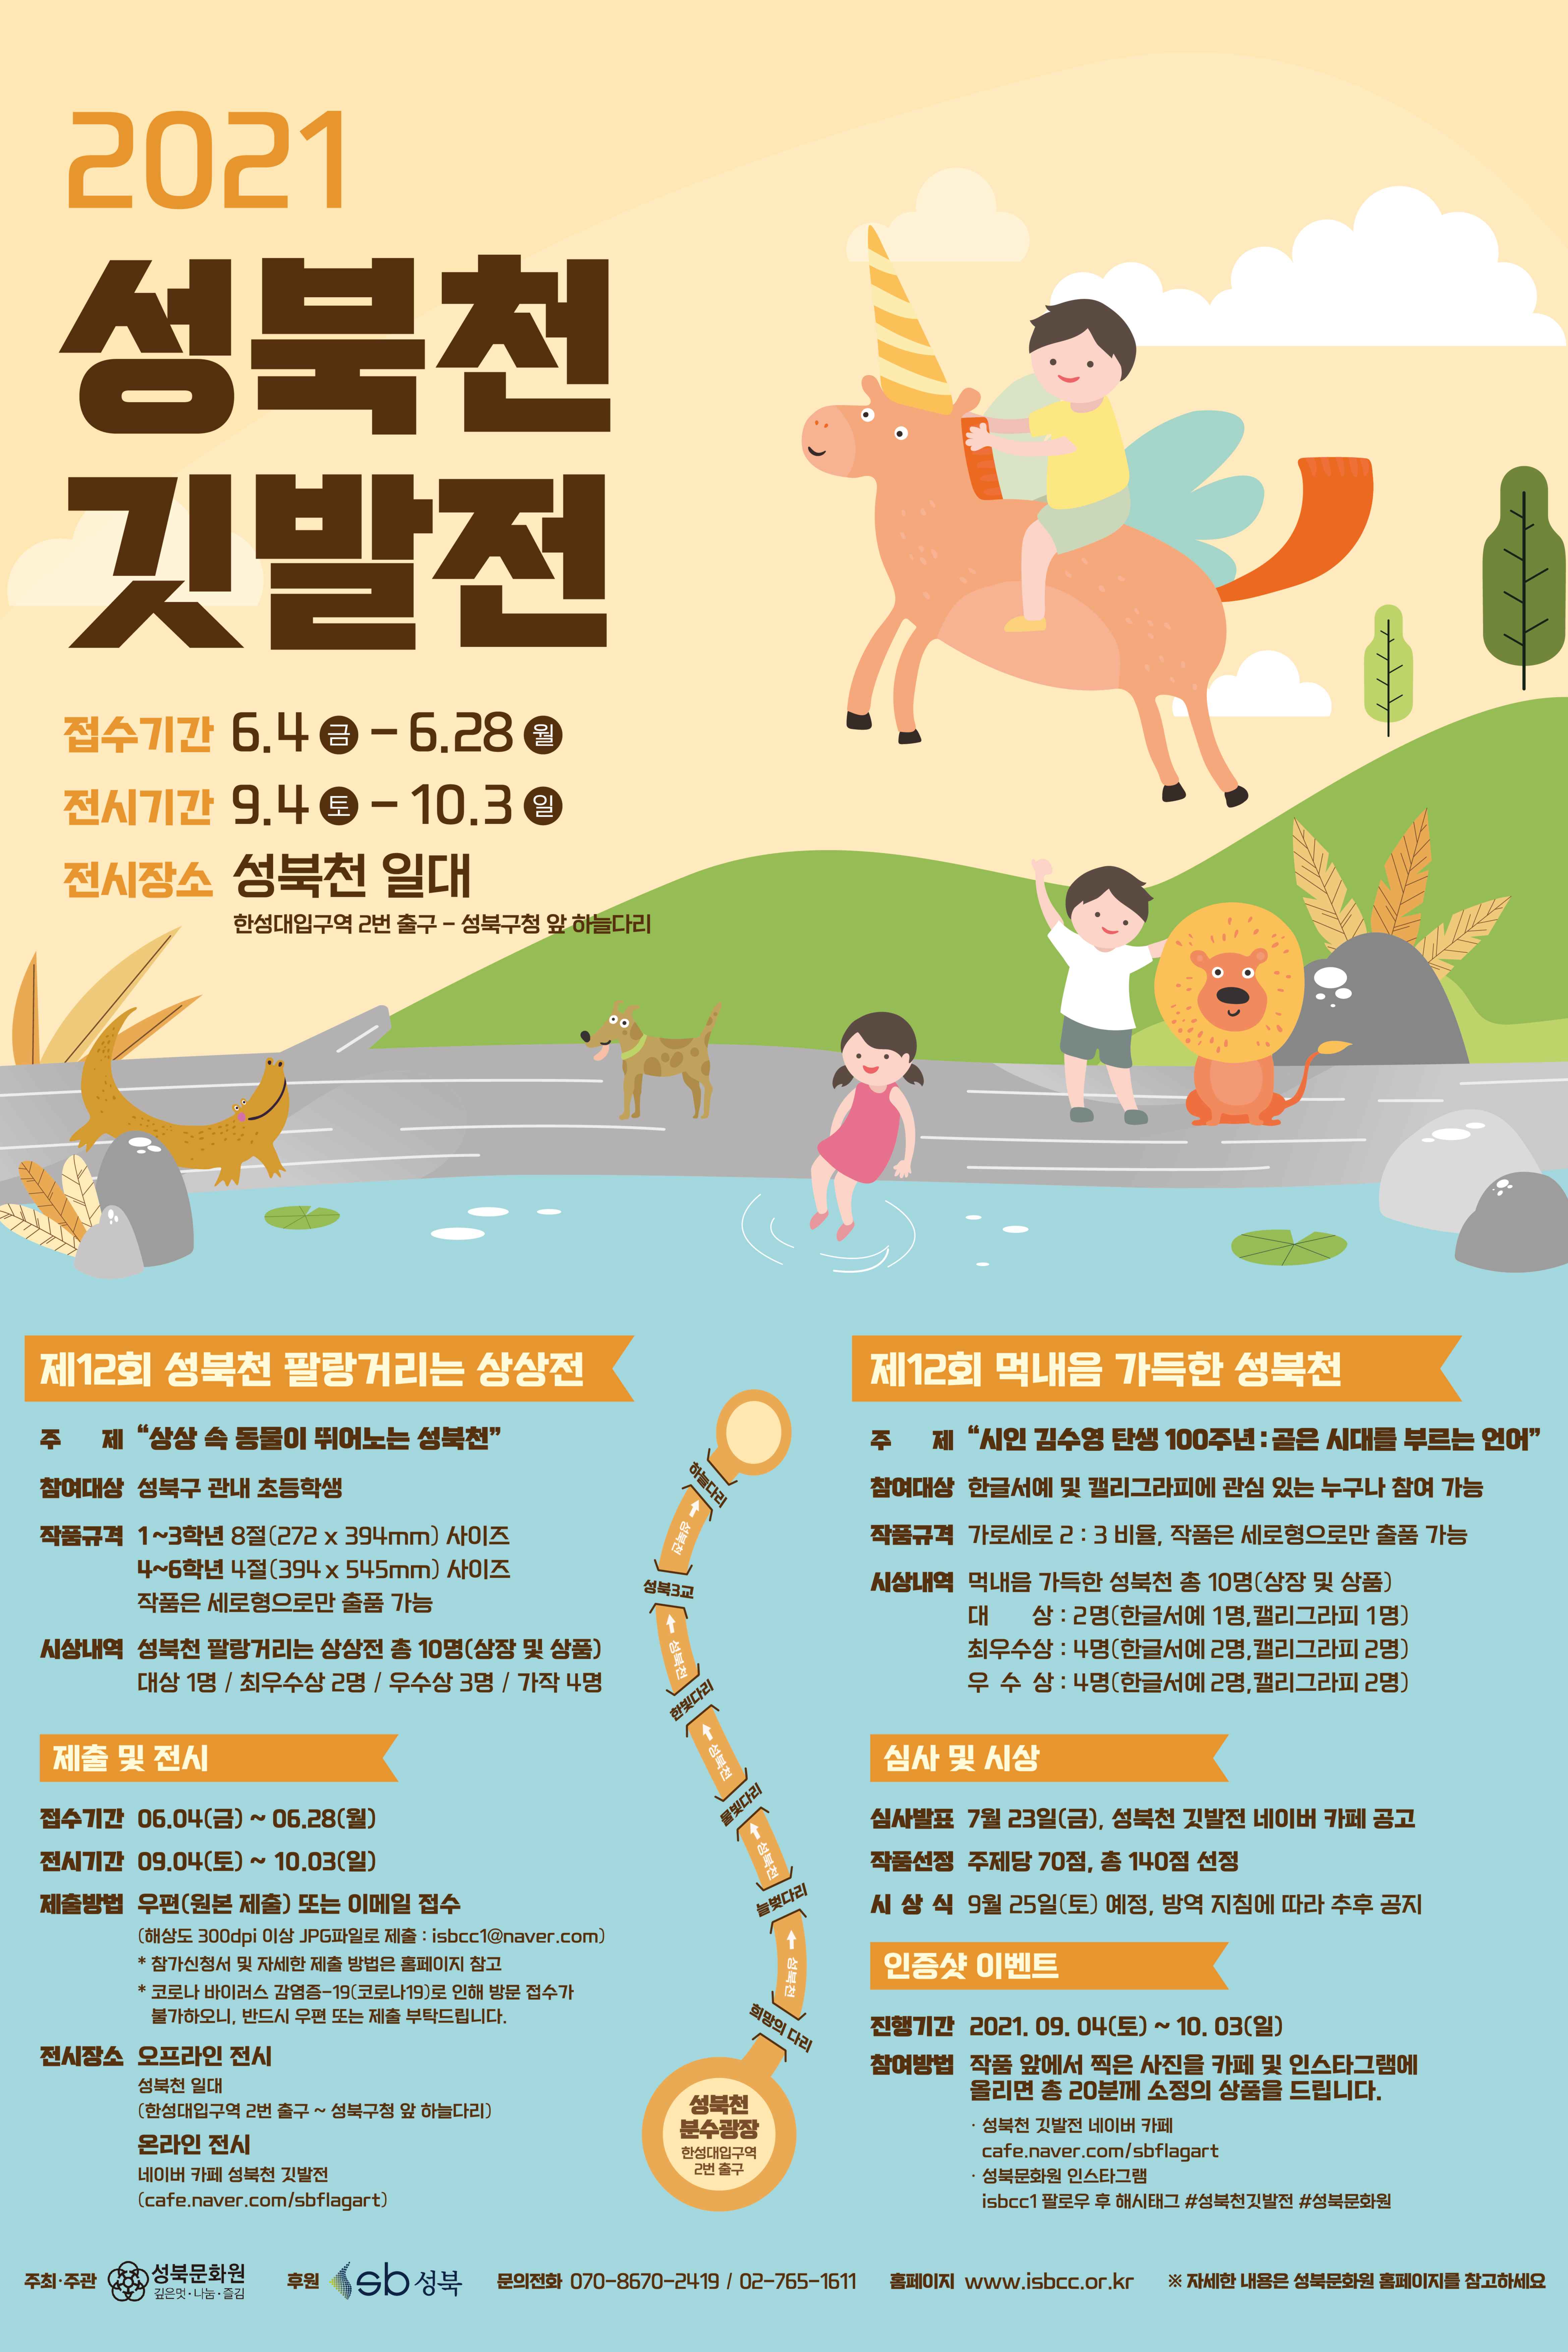 2021
성북천
깃발전
접수기간 6.4 금 - 6.28 월
전시기간 9.4 토 - 10.3 일
전시장소 성북천 일대
한성대입구역 2번 출구 - 성북구청 앞 하늘다리
제12회 성북천 팔랑거리는 상상전
주 제 “상상 속 동물이 뛰어노는 성북천”
참여대상 성북구 관내 초등학생
작품규격 1~3학년 8절(272 x 394mm) 사이즈
4~6학년 4절(394 x 545mm) 사이즈
작품은 세로형으로만 출품 가능
시상내역 성북천 팔랑거리는 상상전 총 10명(상장 및 상품)
대상 1명 / 최우수상 2명 / 우수상 3명 / 가작 4명
제출 및 전시
접수기간 06.04(금) ~ 06.28(월)
전시기간 09.04(토) ~ 10.03(일)
제출방법 우편(원본 제출) 또는 이메일 접수
(해상도 300dpi 이상 JPG파일로 제출 : isbcc1@naver.com)
* 참가신청서 및 자세한 제출 방법은 홈페이지 참고
* 코로나 바이러스 감염증-19(코로나19)로 인해 방문 접수가
불가하오니, 반드시 우편 또는 제출 부탁드립니다.
전시장소 오프라인 전시
성북천 일대
(한성대입구역 2번 출구 ~ 성북구청 앞 하늘다리)
온라인 전시
네이버 카페 성북천 깃발전
(cafe.naver.com/sbflagart)
하늘다리
성북천
성북3교
성북천
한빛다리
성북천
물빛다리
성북천
늘벗다리
성북천
희망의 다리
성북천
분수광장
한성대입구역
2번 출구
제12회 먹내음 가득한 성북천
주 제 “시인 김수영 탄생 100주년 : 곧은 시대를 부르는 언어”
참여대상 한글서예 및 캘리그라피에 관심 있는 누구나 참여 가능
작품규격 가로세로 2 : 3 비율, 작품은 세로형으로만 출품 가능
시상내역 먹내음 가득한 성북천 총 10명(상장 및 상품)
대 상 : 2명(한글서예 1명,캘리그라피 1명)
최우수상 : 4명(한글서예 2명,캘리그라피 2명)
우 수 상 : 4명(한글서예 2명,캘리그라피 2명)
심사 및 시상
심사발표 7월 23일(금), 성북천 깃발전 네이버 카페 공고
작품선정 주제당 70점, 총 140점 선정
시 상 식 9월 25일(토) 예정, 방역 지침에 따라 추후 공지
인증샷 이벤트
진행기간 2021. 09. 04(토) ~ 10. 03(일)
참여방법 작품 앞에서 찍은 사진을 카페 및 인스타그램에
올리면 총 20분께 소정의 상품을 드립니다.
· 성북천 깃발전 네이버 카페
cafe.naver.com/sbflagart
· 성북문화원 인스타그램
isbcc1 팔로우 후 해시태그 #성북천깃발전 #성북문화원
주최·주관 성북문화원 깊은멋·나눔·즐김 후원 sb 성북 문의전화 070-8670-2419 / 02-765-1611 홈페이지 www.isbcc.or.kr ※ 자세한 내용은 성북문화원 홈페이지를 참고하세요